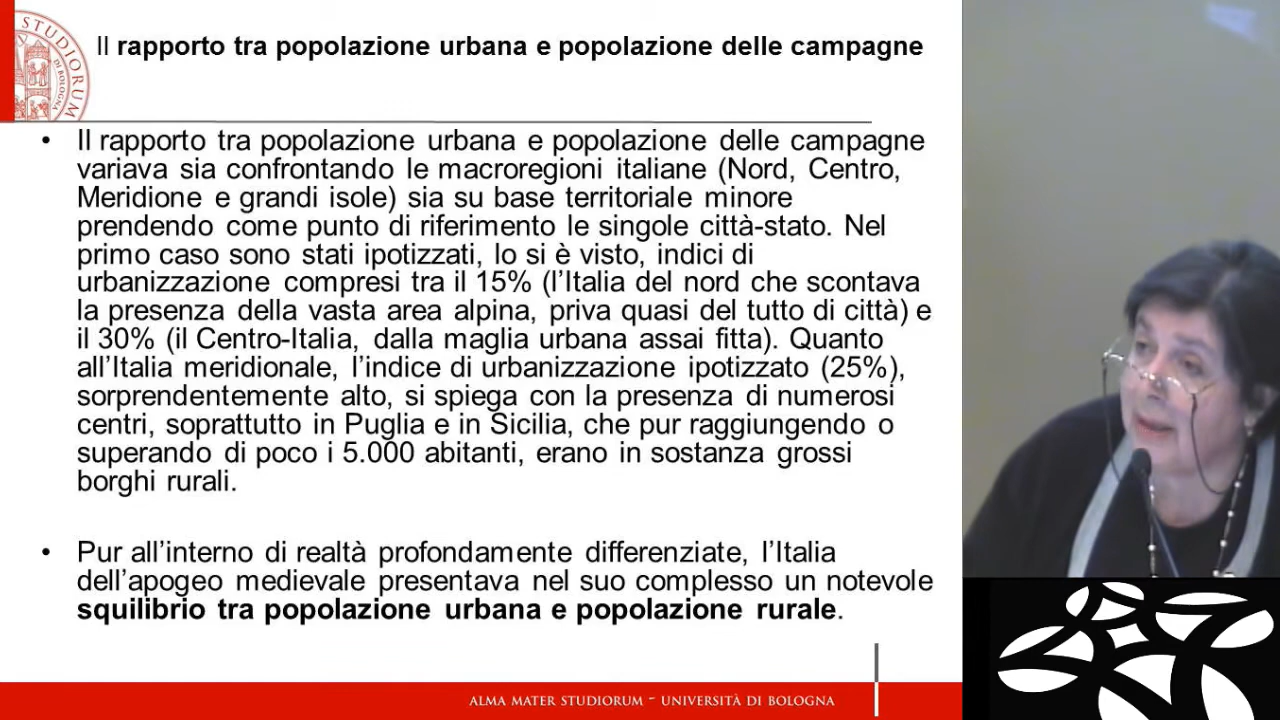 Il rapporto tra popolazione urbana e popolazione delle campagne
STUDIORUM
DI BOLOGNA
• Il rapporto tra popolazione urbana e popolazione delle campagne
variava sia confrontando le macroregioni italiane (Nord, Centro,
Meridione e grandi isole) sia su base territoriale minore
prendendo come punto di riferimento le singole città-stato. Nel
primo caso sono stati ipotizzati, lo si è visto, indici di
urbanizzazione compresi tra il 15% (l’Italia del nord che scontava
la presenza della vasta area alpina, priva quasi del tutto di città) e
il 30% (il Centro-Italia, dalla maglia urbana assai fitta). Quanto
all’Italia meridionale, l’indice di urbanizzazione ipotizzato (25%),
sorprendentemente alto, si spiega con la presenza di numerosi
centri, soprattutto in Puglia e in Sicilia, che pur raggiungendo o
superando di poco i 5.000 abitanti, erano in sostanza grossi
borghi rurali.
• Pur all’interno di realtà profondamente differenziate, l’Italia
dell’apogeo medievale presentava nel suo complesso un notevole
squilibrio tra popolazione urbana e popolazione rurale.
ALMA MATER STUDIORUM ~ UNIVERSITÀ DI BOLOGNA